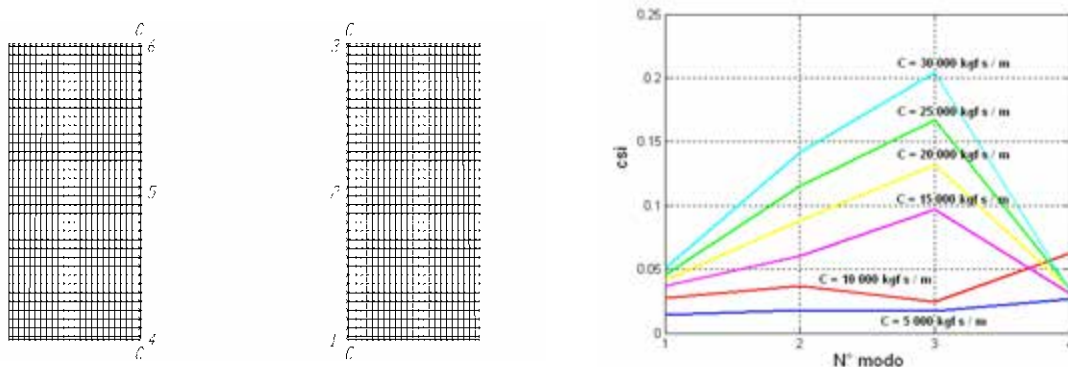 C C
6 3
5 2
4 1
C C
0.25
0.2
0.15
0.1
0.05
0
csi
C = 30 000 kgf s / m
C = 25 000 kgf s / m
C = 20 000 kgf s / m
C = 15 000 kgf s / m
C = 10 000 kgf s / m
C = 5 000 kgf s / m
1 2 3 4
N° modo